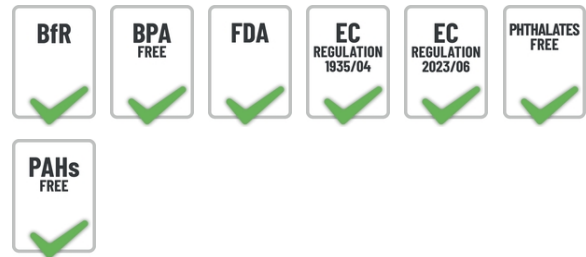 BfR
BPA
FREE
FDA
EC
REGULATION
1935/04
EC
REGULATION
2023/06
PHTHALATES
FREE
PAHs
FREE